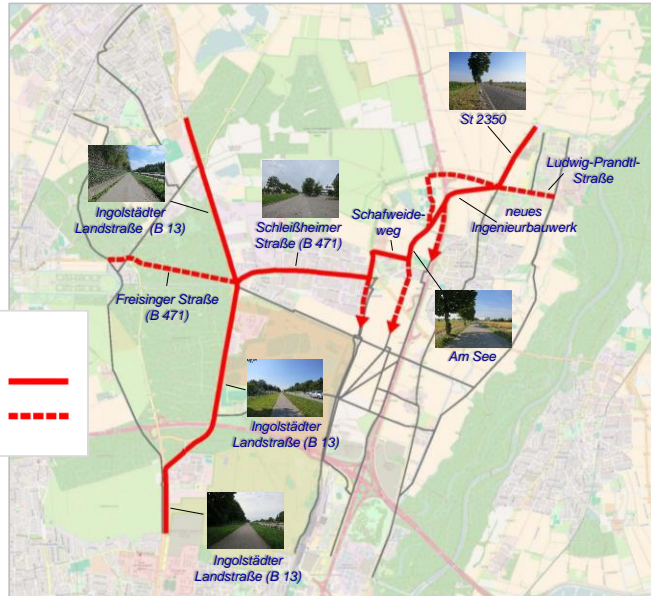 St 2350
Ludwig-Prandtl-
Straße
Ingolstädter
Landstraße (B 13)
Schleißheimer
Straße (B 471)
Schafweide-
weg
neues
Ingenieurbauwerk
Freisinger Straße
(B 471)
Am See
Ingolstädter
Landstraße (B 13)
Ingolstädter
Landstraße (B 13)